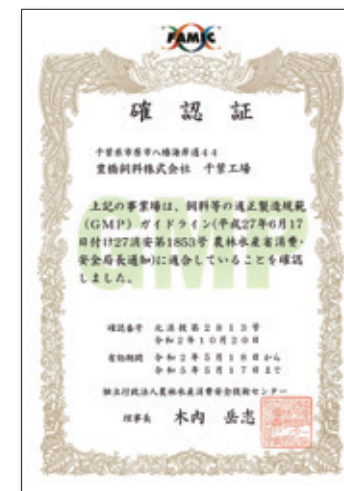 FAMIC
確認証
千葉県市原市八幡海岸通44
豊橋飼料株式会社 千葉工場
上記の事業場は、飼料等の適正製造規範
(GMP)ガイドライン(平成27年6月17
日付け27消安第1853号 農林水産省消費・
安全局長通知)に適合していることを確認
しました。
GMP
確認番号 北消技第2813号
令和2年10月20日
有効期間 令和2年5月18日から
令和5年5月17日まで
独立行政法人農林水産消費安全技術センター
理事長 木内 岳志